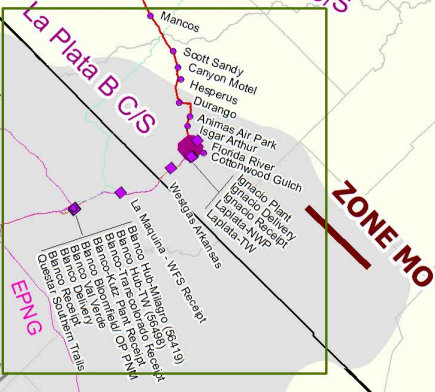 C/S
La Plata B C/S
Mancos
Scott Sandy
Canyon Motel
Hesperus
Durango
Animas Air Park
Isgar Arthur
Florida River
Cottonwood Gulch
Ignacio Plant
Ignacio Delivery
Ignacio Receipt
Laplata-NWP
Laplata-TW
Westgas Arkansas
ZONE MO
La Maquina - WFS Receipt
Blanco Hub-Milagro (56419)
Blanco Hub-TW (56498)
Blanco-Transcolorado Receipt
Blanco-Kutz Plant Receipt
Blanco Bloomfield/ OP PNM
Blanco Val Verde
Blanco Delivery
Blanco Receipt
Questar Southern Trails
EPNG